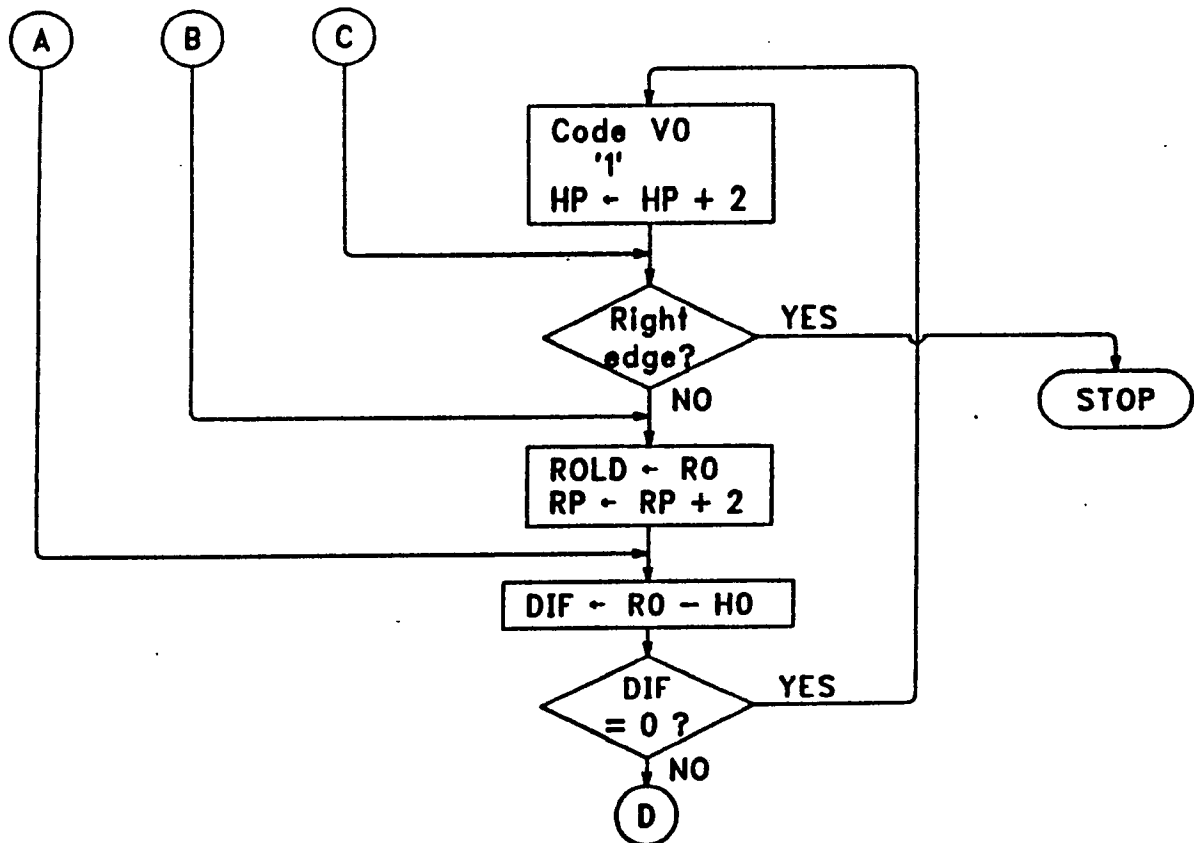 A
B
C
Code V0
'1'
HP ← HP + 2
Right
edge?
YES
NO
STOP
ROLD ← R0
RP ← RP + 2
DIF ← R0 – H0
DIF
= 0 ?
YES
NO
D